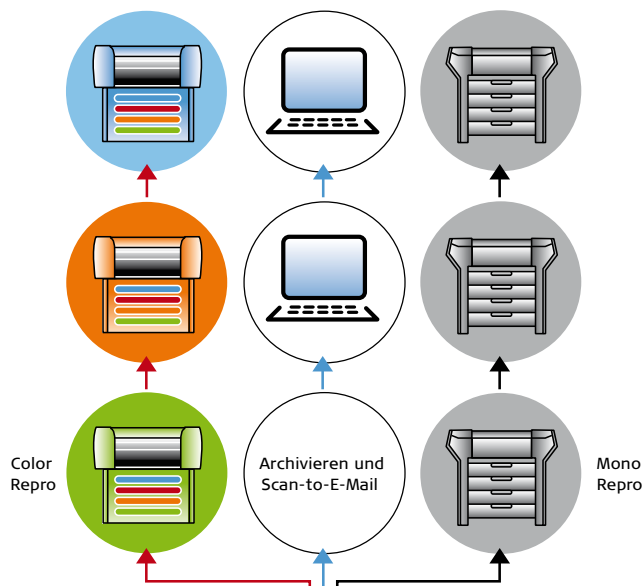 Color
Repro
Archivieren und
Scan-to-E-Mail
Mono
Repro